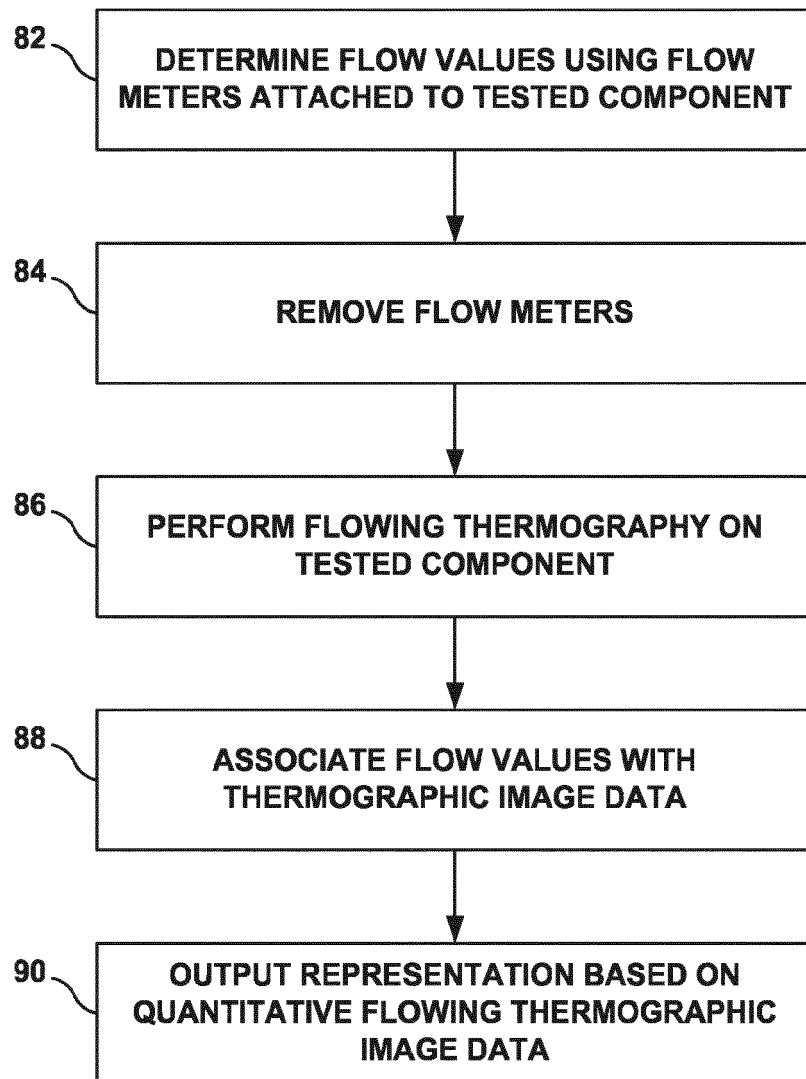 82
DETERMINE FLOW VALUES USING FLOW
METERS ATTACHED TO TESTED COMPONENT
84
REMOVE FLOW METERS
86
PERFORM FLOWING THERMOGRAPHY ON
TESTED COMPONENT
88
ASSOCIATE FLOW VALUES WITH
THERMOGRAPHIC IMAGE DATA
90
OUTPUT REPRESENTATION BASED ON
QUANTITATIVE FLOWING THERMOGRAPHIC
IMAGE DATA